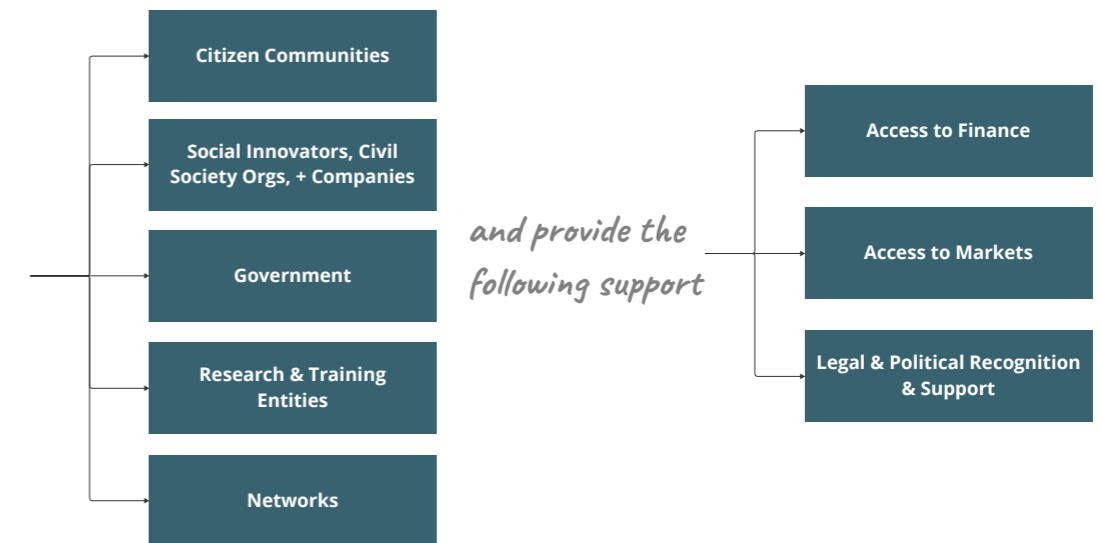 Citizen Communities
Social Innovators, Civil
Society Orgs, + Companies
Government
Research & Training
Entities
Networks
and provide the
following support
Access to Finance
Access to Markets
Legal & Political Recognition
& Support